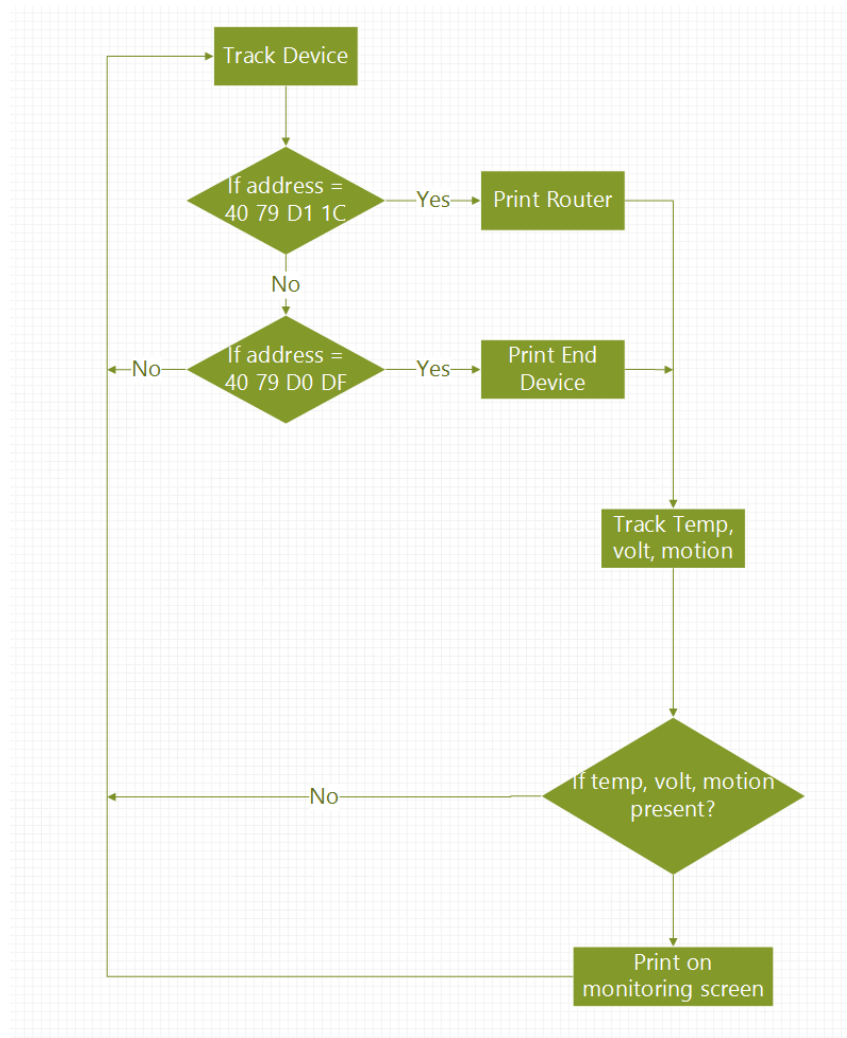 Track Device
If address =
40 79 D1 1C
Yes
Print Router
No
If address =
40 79 D0 DF
No
Yes
Print End
Device
Track Temp,
volt, motion
If temp, volt, motion
present?
No
Print on
monitoring screen